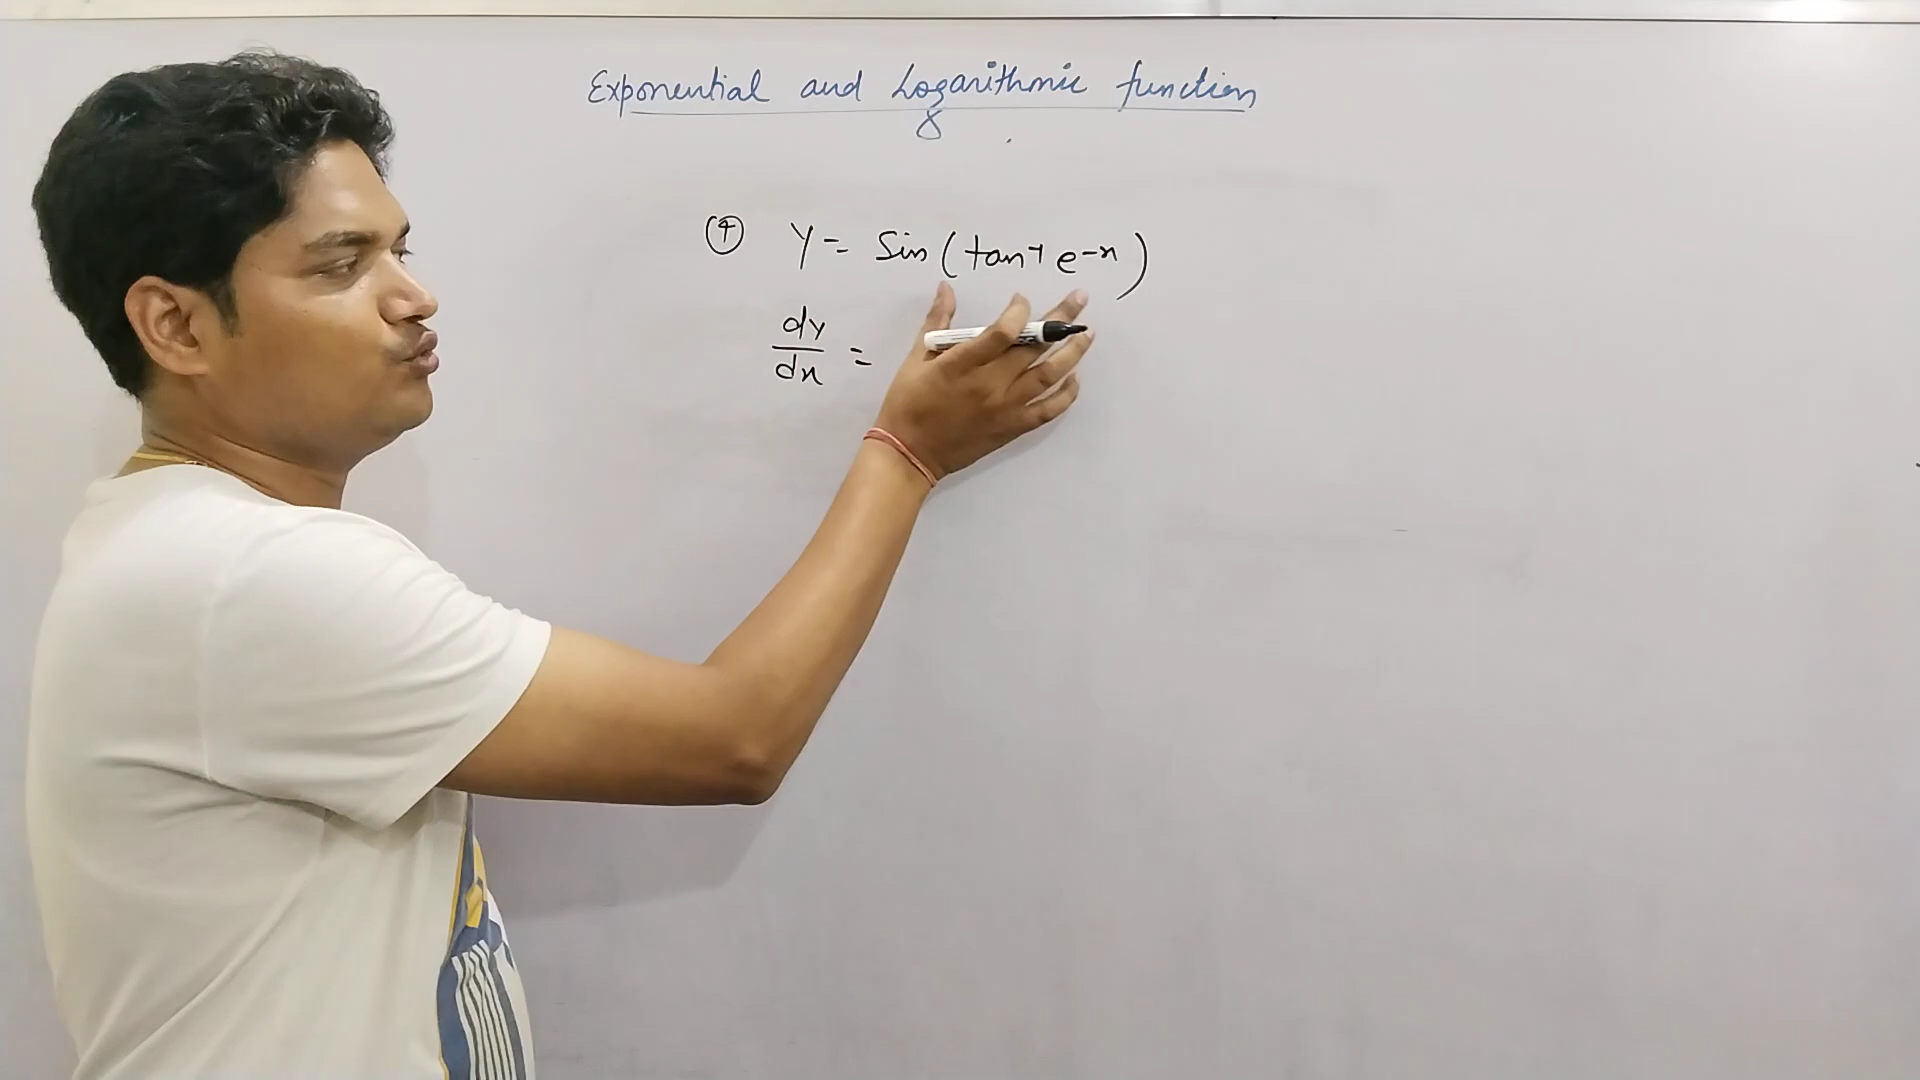 Exponential and Logarithmic function
④ y = Sin (tan⁻¹ e⁻ˣ)
dy/dx =